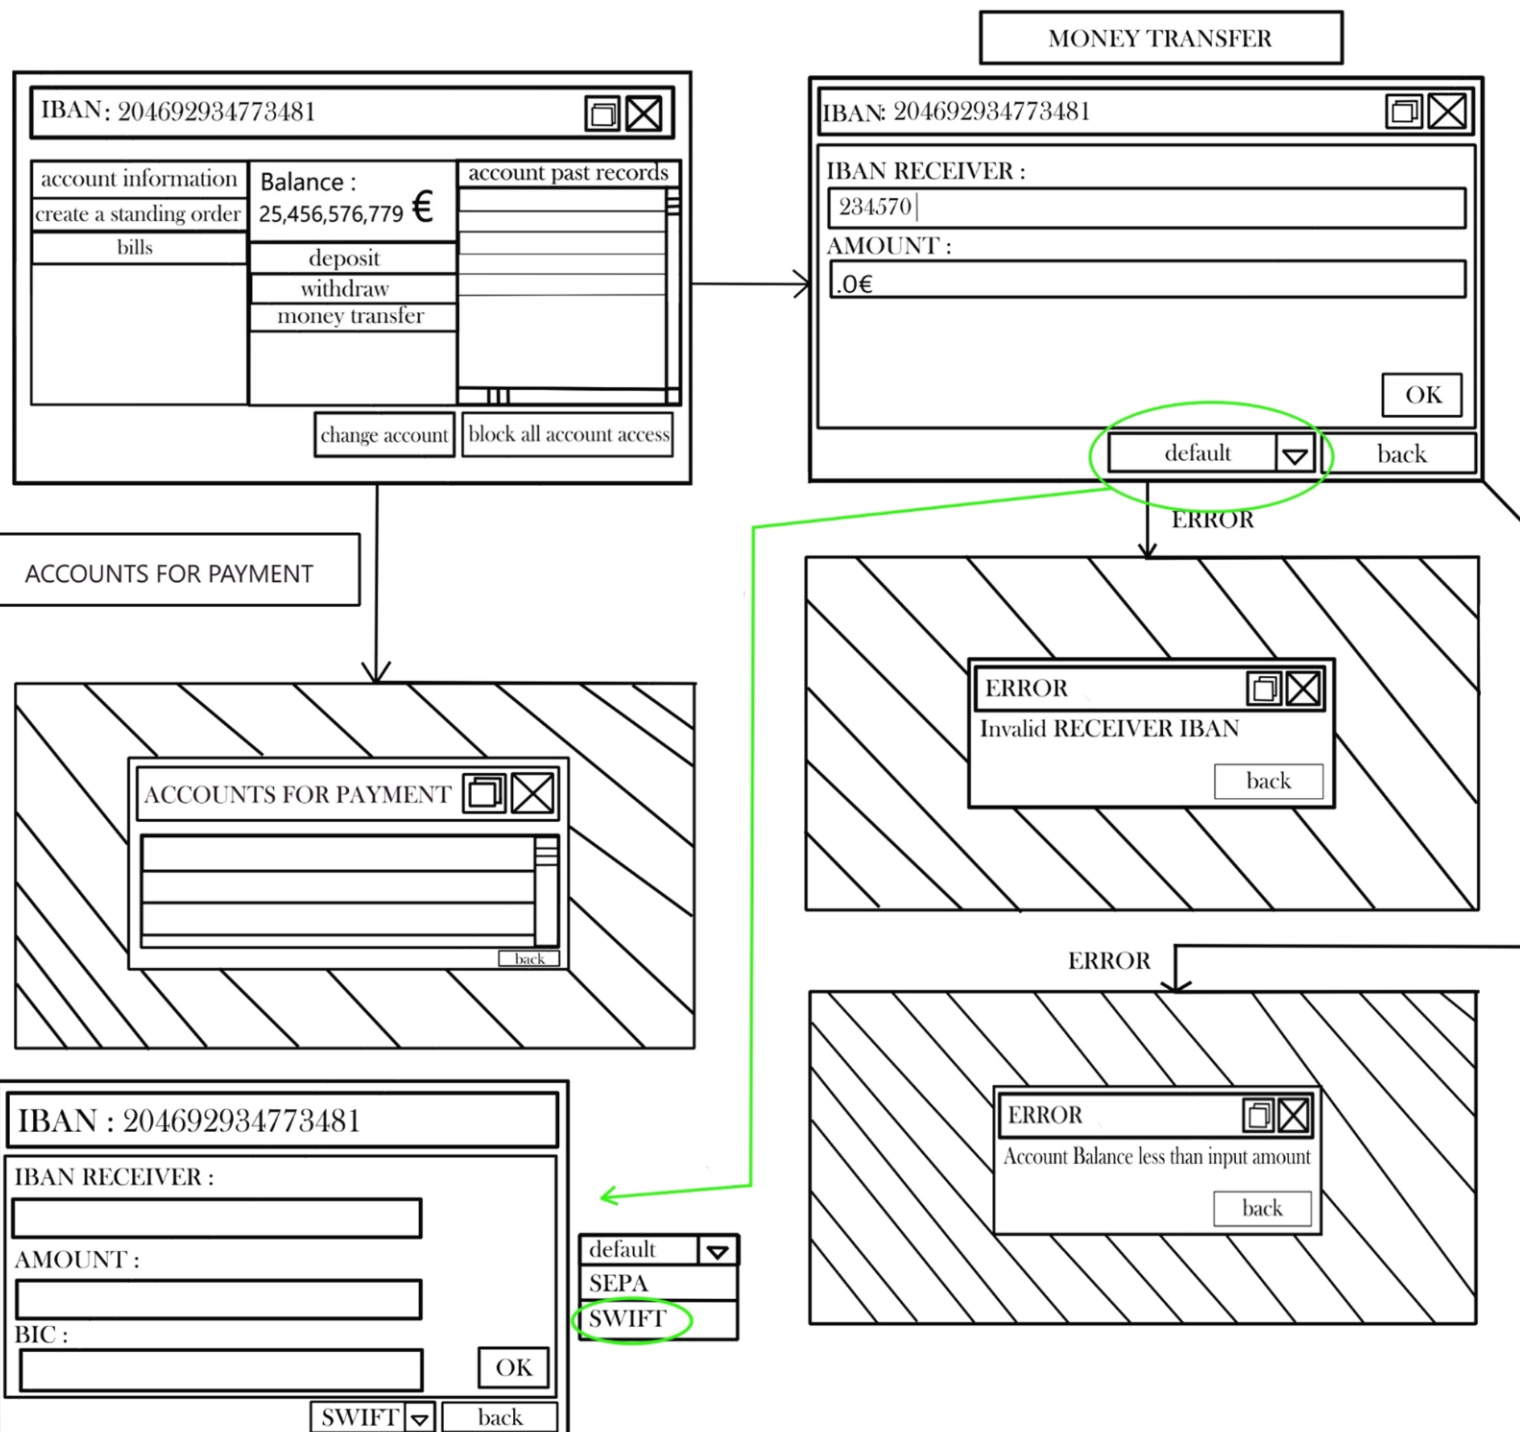 MONEY TRANSFER
IBAN: 204692934773481
account information
create a standing order
bills
Balance :
25,456,576,779 €
deposit
withdraw
money transfer
account past records
change account
block all account access
IBAN: 204692934773481
IBAN RECEIVER :
234570
AMOUNT :
.0€
OK
default
back
ERROR
ACCOUNTS FOR PAYMENT
ERROR
Invalid RECEIVER IBAN
back
ACCOUNTS FOR PAYMENT
back
ERROR
ERROR
Account Balance less than input amount
back
IBAN : 204692934773481
IBAN RECEIVER :
AMOUNT :
BIC :
OK
SWIFT
back
default
SEPA
SWIFT